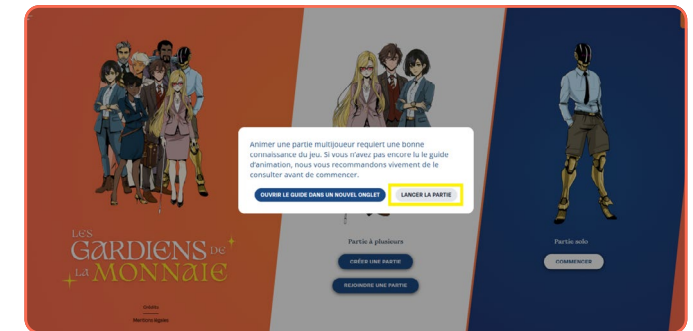 Animer une partie multijoueur requiert une bonne
connaissance du jeu. Si vous n'avez pas encore lu le guide
d'animation, nous vous recommandons vivement de le
consulter avant de commencer.
OUVRIR LE GUIDE DANS UN NOUVEL ONGLET
LANCER LA PARTIE
LES
GARDIENS DE
LA MONNAIE
Crédits
Mentions légales
Partie à plusieurs
CRÉER UNE PARTIE
REJOINDRE UNE PARTIE
Partie solo
COMMENCER